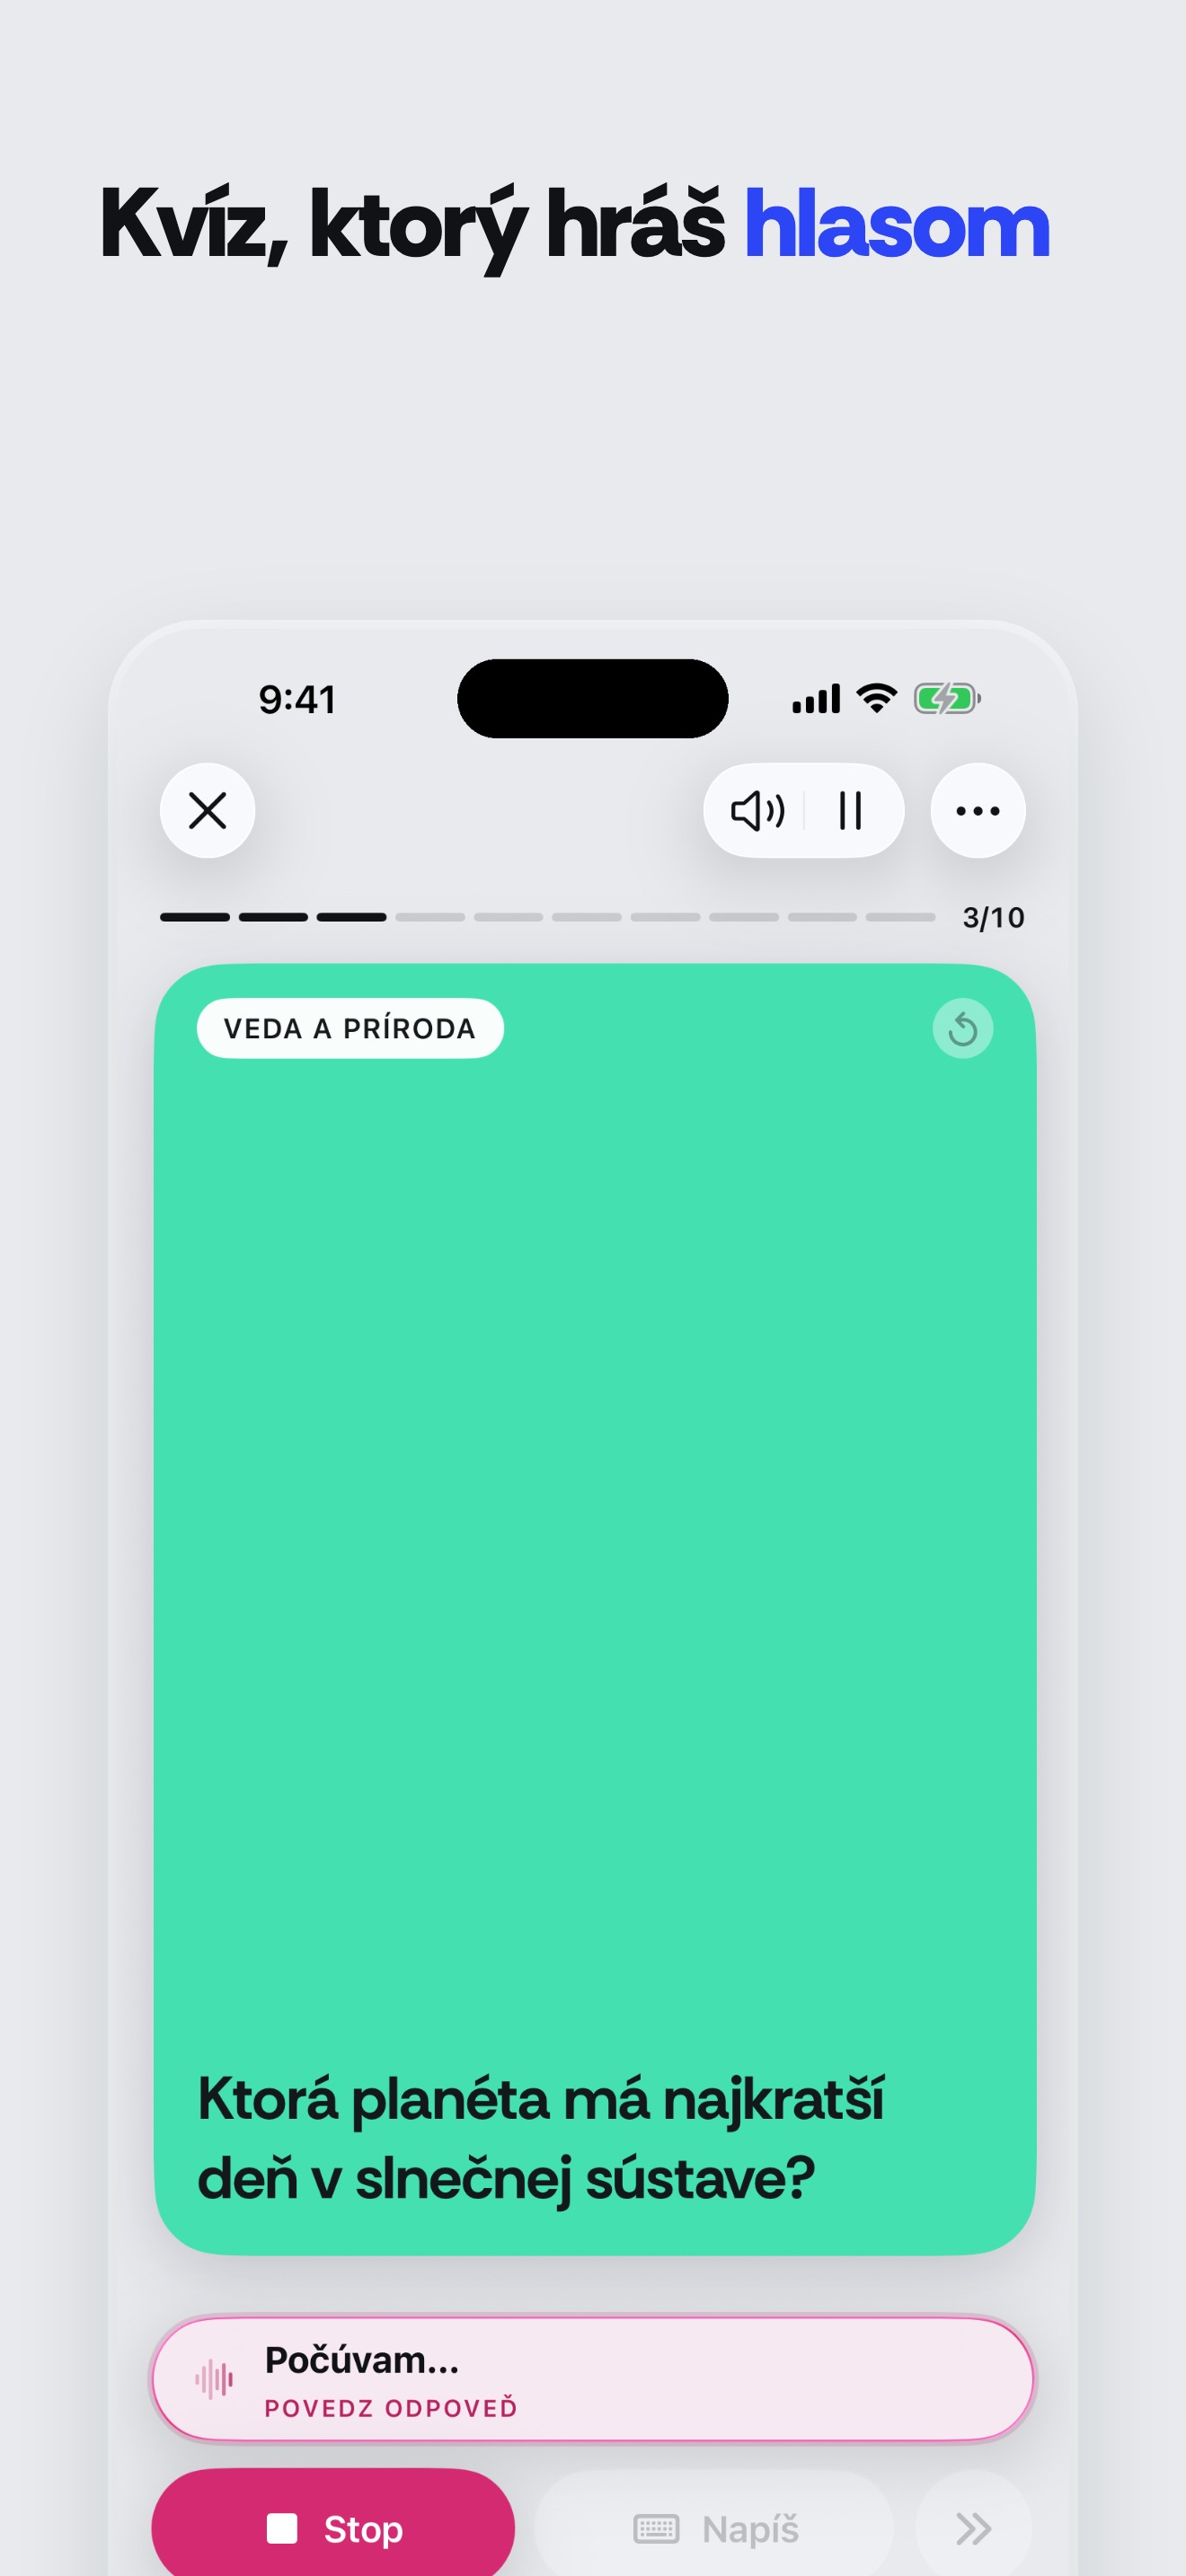 Kvíz, ktorý hráš hlasom
9:41
3/10
VEDA A PRÍRODA
Ktorá planéta má najkratší
deň v slnečnej sústave?
Počúvam...
POVEDZ ODPOVEĎ
Stop
Napíš